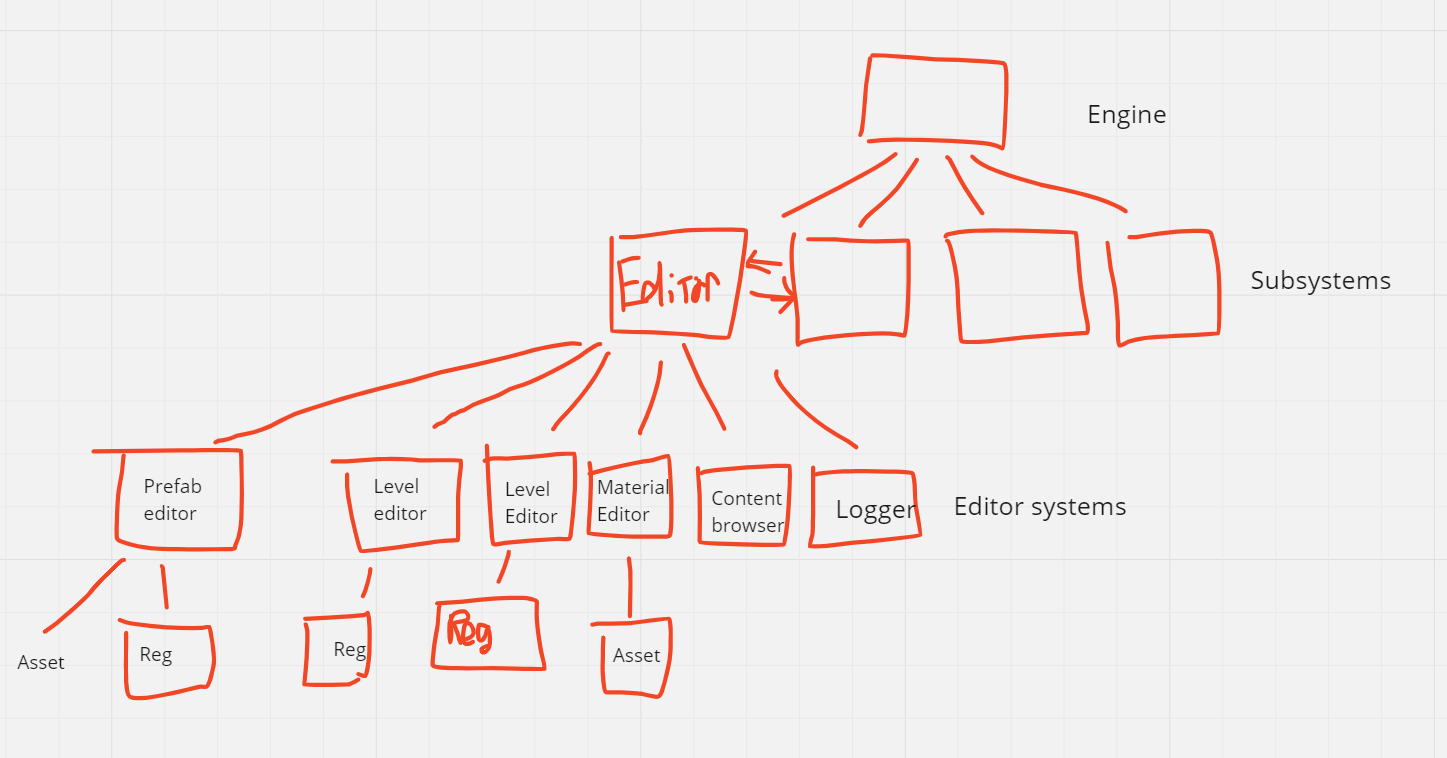 Engine
Editor
Subsystems
Prefab
editor
Level
editor
Level
Editor
Material
Editor
Content
browser
Logger
Editor systems
Asset
Reg
Reg
Reg
Asset